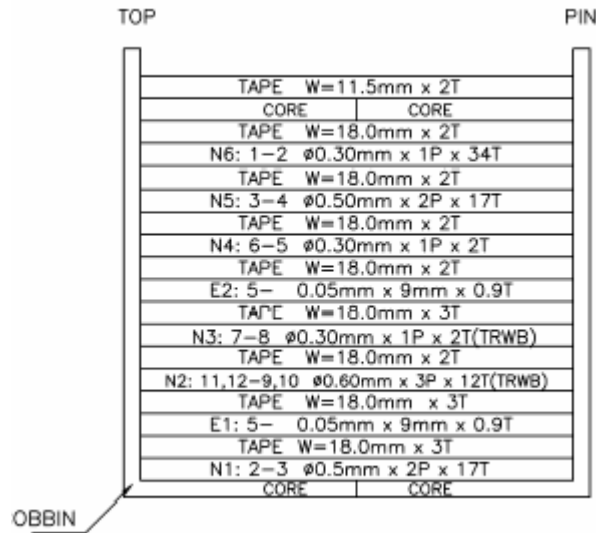 TOP PIN
TAPE W=11.5mm x 2T
CORE CORE
TAPE W=18.0mm x 2T
N6: 1-2 ø0.30mm x 1P x 34T
TAPE W=18.0mm x 2T
N5: 3-4 ø0.50mm x 2P x 17T
TAPE W=18.0mm x 2T
N4: 6-5 ø0.30mm x 1P x 2T
TAPE W=18.0mm x 2T
E2: 5- 0.05mm x 9mm x 0.9T
TAPE W=18.0mm x 3T
N3: 7-8 ø0.30mm x 1P x 2T(TRWB)
TAPE W=18.0mm x 2T
N2: 11,12-9,10 ø0.60mm x 3P x 12T(TRWB)
TAPE W=18.0mm x 3T
E1: 5- 0.05mm x 9mm x 0.9T
TAPE W=18.0mm x 3T
N1: 2-3 ø0.5mm x 2P x 17T
CORE CORE
OBBIN